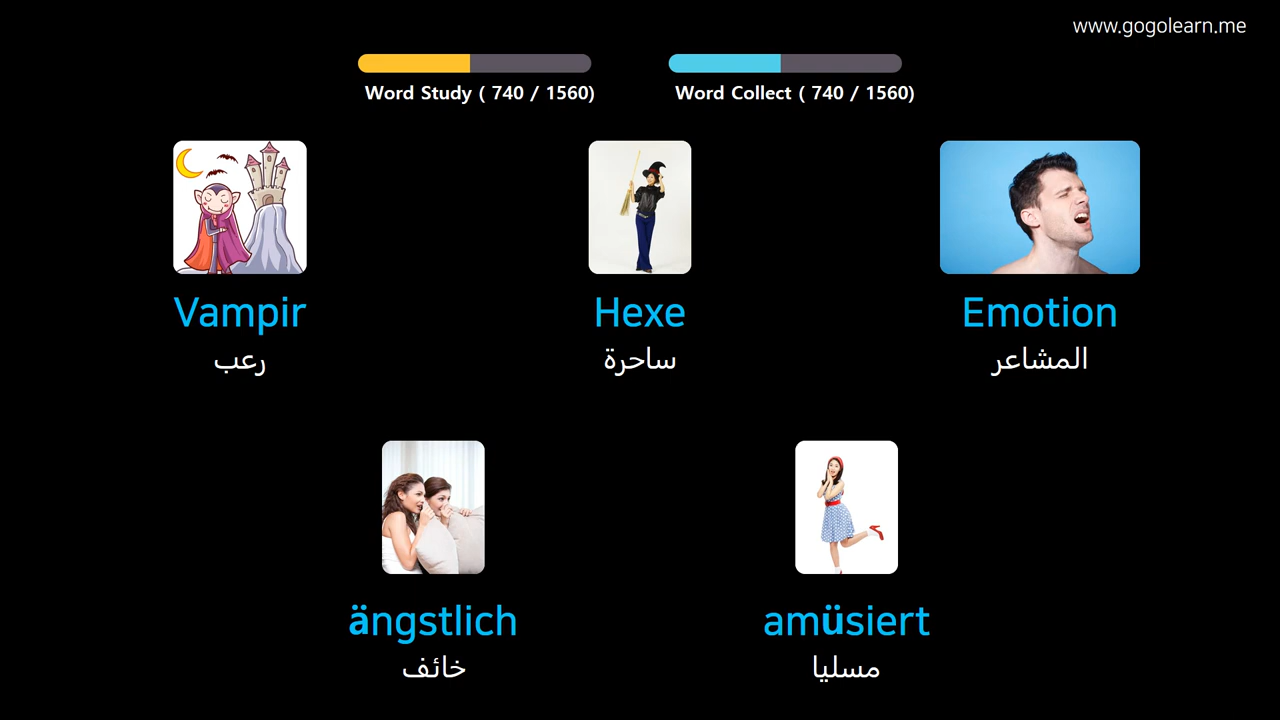 www.gogolearn.me
Word Study ( 740 / 1560)
Word Collect ( 740 / 1560)
Vampir
رعب
Hexe
ساحرة
Emotion
المشاعر
ängstlich
خائف
amüsiert
مسليا